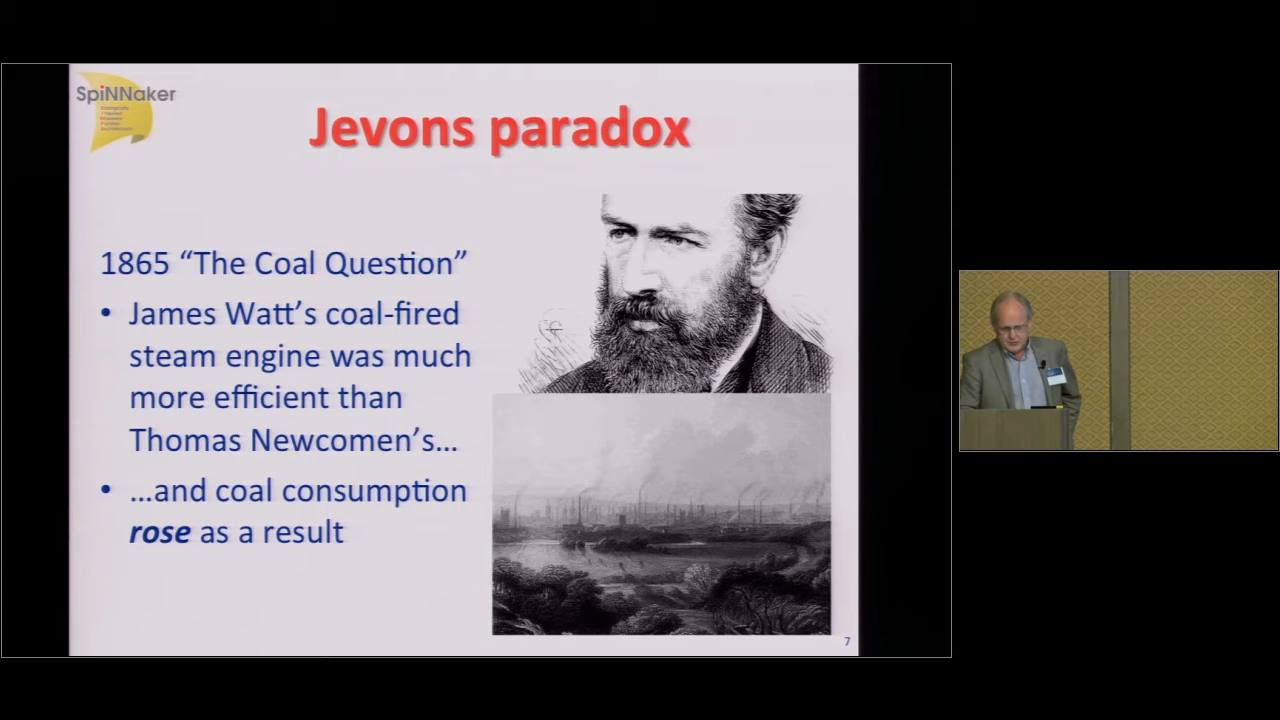 SpiNNaker
Jevons paradox
1865 “The Coal Question”
• James Watt’s coal-fired
steam engine was much
more efficient than
Thomas Newcomen’s…
• …and coal consumption
rose as a result
7